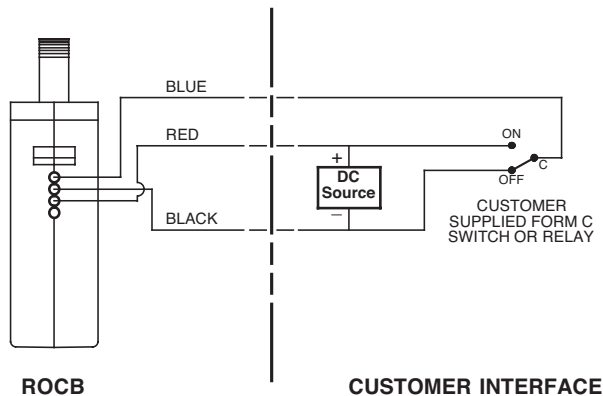 BLUE
RED
ON
+
DC
Source
C
OFF
–
BLACK
CUSTOMER
SUPPLIED FORM C
SWITCH OR RELAY
ROCB
CUSTOMER INTERFACE